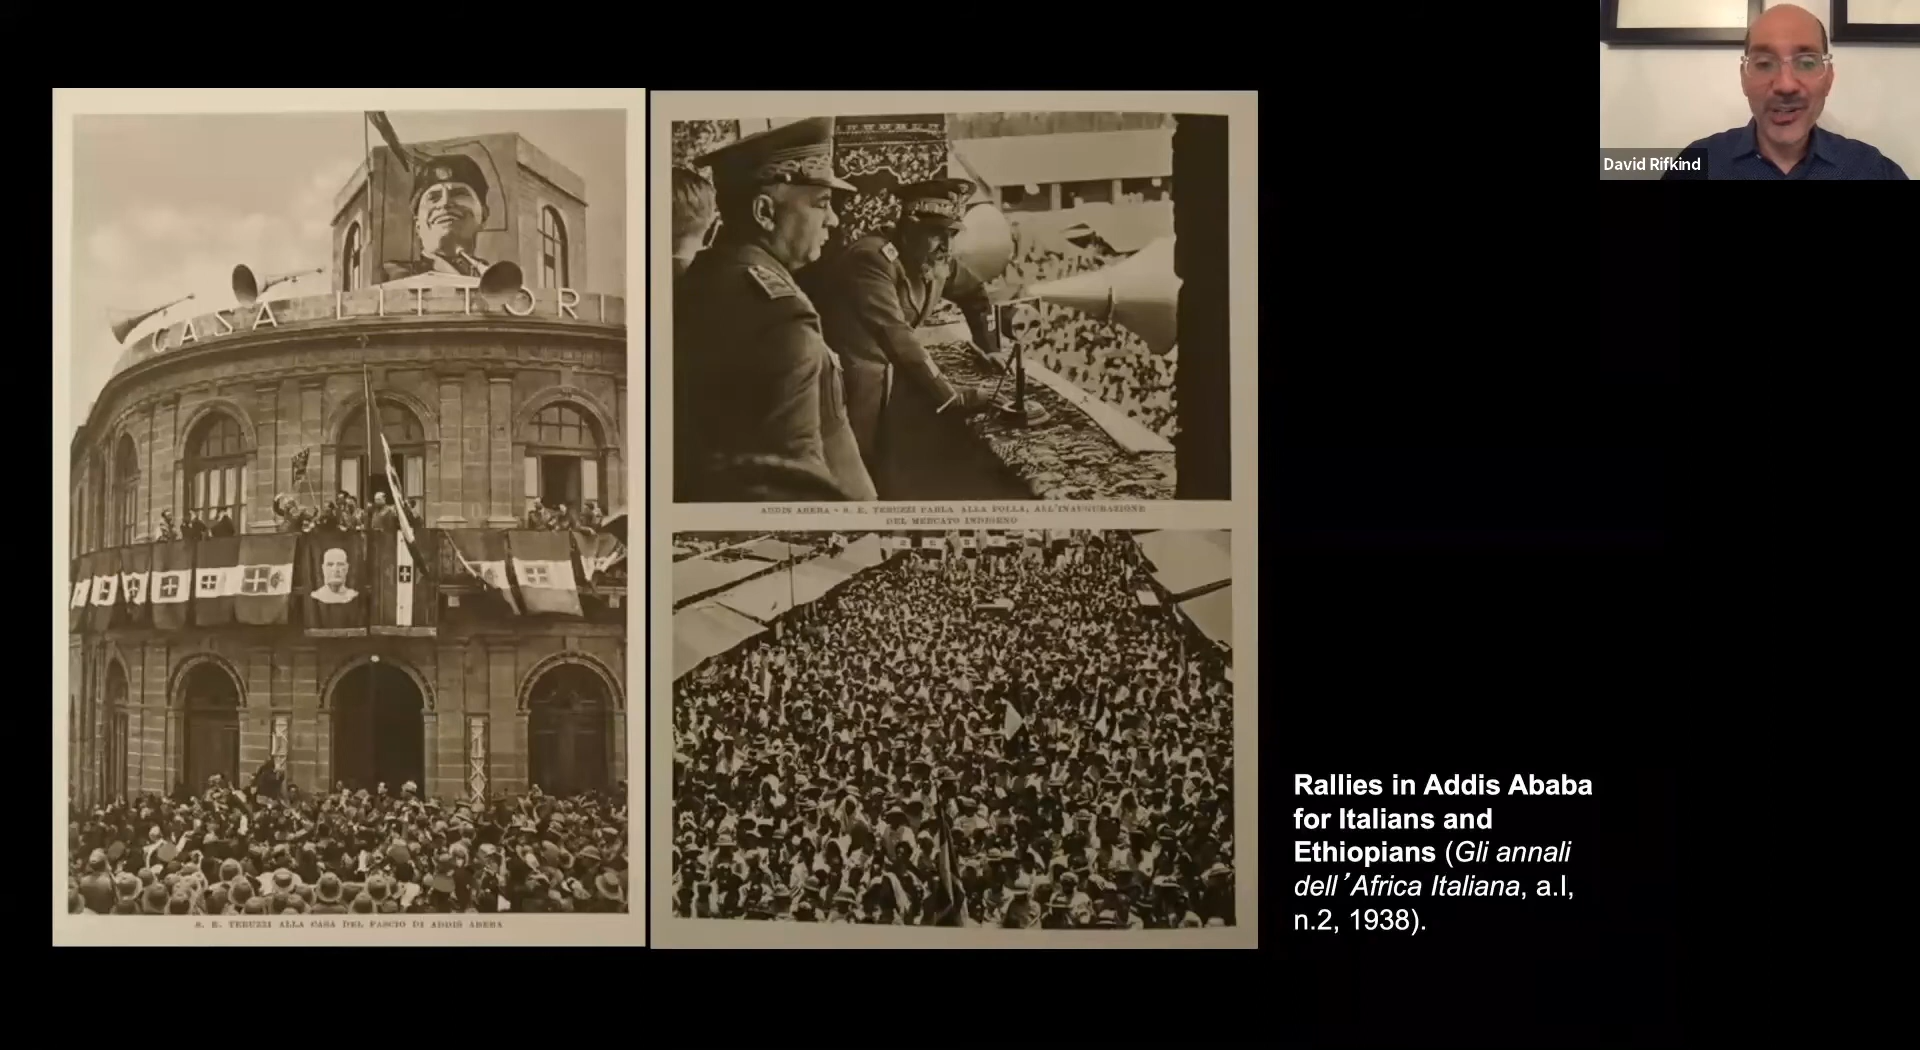 CASA LITTORI
S. E. TERUZZI ALLA CASA DEL FASCIO DI ADDIS ABEBA
ADDIS ABEBA - S. E. TERUZZI PARLA ALLA FOLLA, ALL'INAUGURAZIONE
DEL MERCATO INDIGENO
Rallies in Addis Ababa
for Italians and
Ethiopians (Gli annali
dell´Africa Italiana, a.I,
n.2, 1938).
David Rifkind